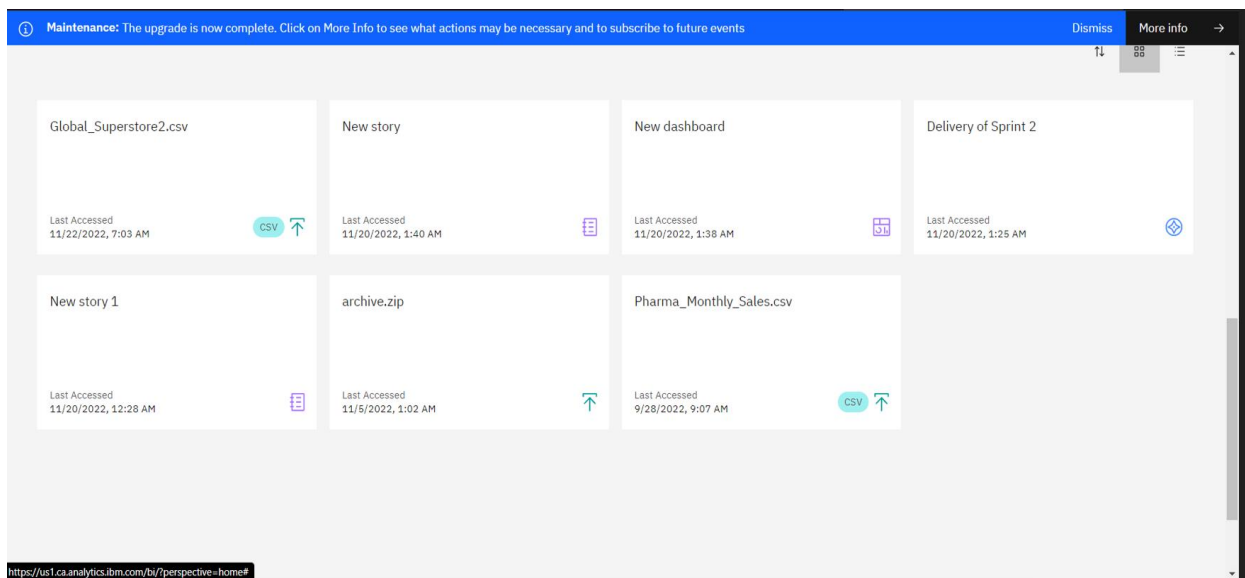 Maintenance: The upgrade is now complete. Click on More Info to see what actions may be necessary and to subscribe to future events
Dismiss
More info
Global_Superstore2.csv
Last Accessed
11/22/2022, 7:03 AM
CSV
New story
Last Accessed
11/20/2022, 1:40 AM
New dashboard
Last Accessed
11/20/2022, 1:38 AM
Delivery of Sprint 2
Last Accessed
11/20/2022, 1:25 AM
New story 1
Last Accessed
11/20/2022, 12:28 AM
archive.zip
Last Accessed
11/5/2022, 1:02 AM
Pharma_Monthly_Sales.csv
Last Accessed
9/28/2022, 9:07 AM
CSV
https://us1.ca.analytics.ibm.com/bi/?perspective=home#